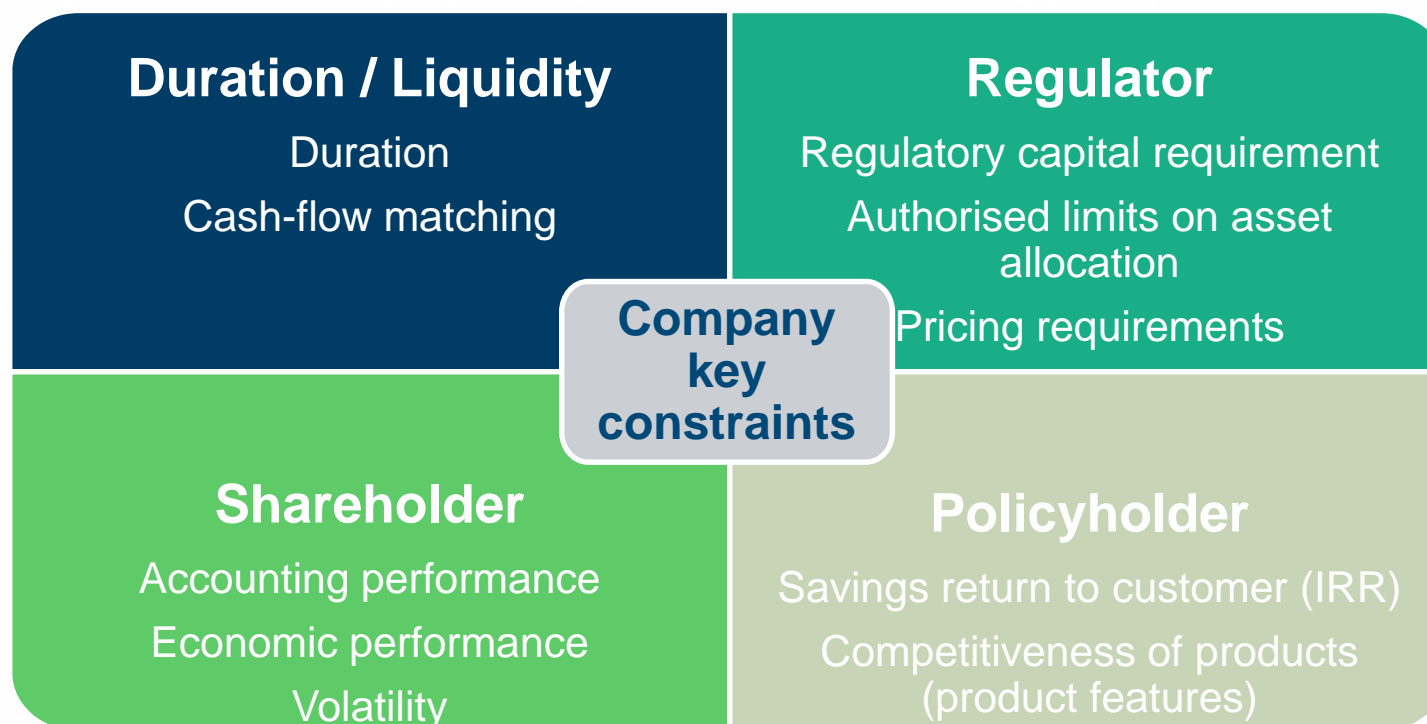 Duration / Liquidity
Duration
Cash-flow matching
Regulator
Regulatory capital requirement
Authorised limits on asset
allocation
Pricing requirements
Company
key
constraints
Shareholder
Accounting performance
Economic performance
Volatility
Policyholder
Savings return to customer (IRR)
Competitiveness of products
(product features)